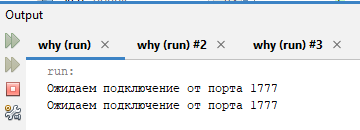 Output
why (run) × why (run) #2 × why (run) #3 ×
run:
Ожидаем подключение от порта 1777
Ожидаем подключение от порта 1777